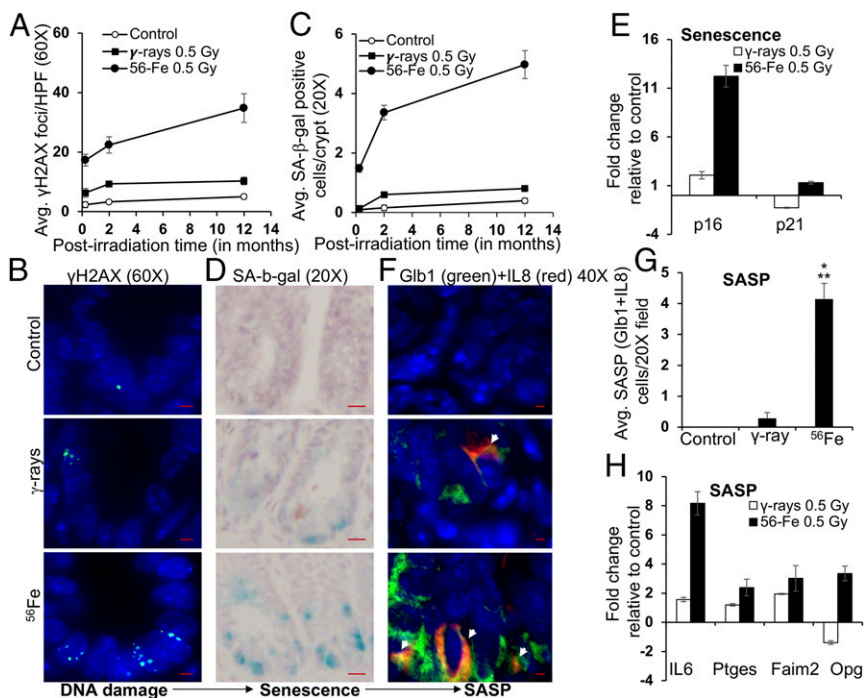 A
Avg. γH2AX foci/HPF (60X)
60
40
20
0
Control
γ-rays 0.5 Gy
56-Fe 0.5 Gy
0 2 4 6 8 10 12 14
Post-irradiation time (in months)
C
Avg. SA-β-gal positive
cells/crypt (20X)
6
4
2
0
Control
γ-rays 0.5 Gy
56-Fe 0.5 Gy
0 2 4 6 8 10 12 14
Post-irradiation time (in months)
E
Senescence
γ-rays 0.5 Gy
56-Fe 0.5 Gy
Fold change
relative to control
16
11
6
1
-4
p16 p21
B
γH2AX (60X)
D
SA-b-gal (20X)
F
Glb1 (green)+IL8 (red) 40X
Control
γ-rays
56Fe
DNA damage
Senescence
SASP
G
SASP
Avg. SASP (Glb1+IL8)
cells/20X field
5
4
3
2
1
0
*
**
Control γ-ray 56Fe
H
SASP
γ-rays 0.5 Gy
56-Fe 0.5 Gy
Fold change
relative to control
10
8
6
4
2
0
-2
-4
IL6 Ptges Faim2 Opg